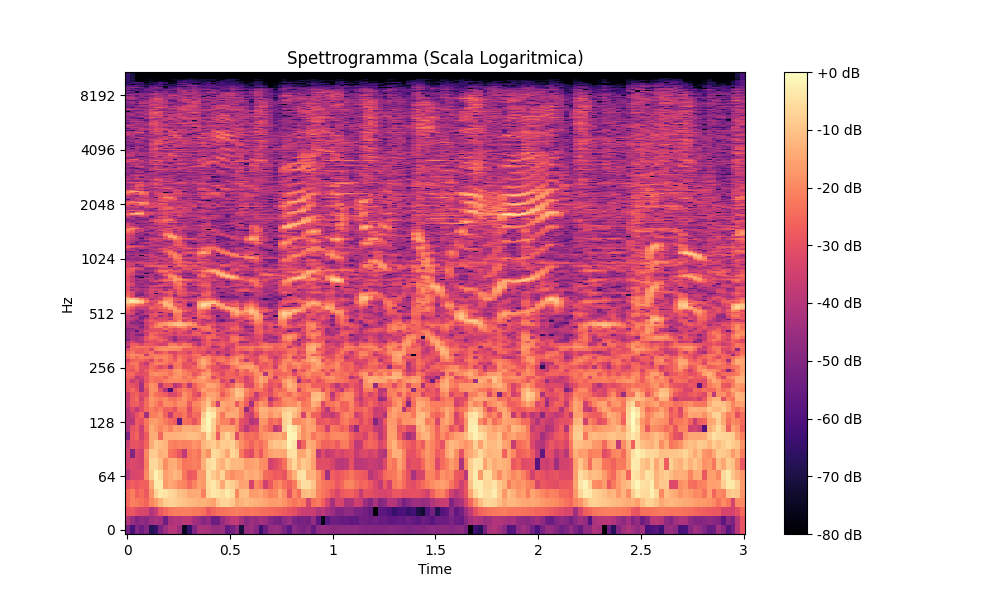 Spettrogramma (Scala Logaritmica)
Hz
8192
4096
2048
1024
512
256
128
64
0
0 0.5 1 1.5 2 2.5 3
Time
+0 dB
-10 dB
-20 dB
-30 dB
-40 dB
-50 dB
-60 dB
-70 dB
-80 dB